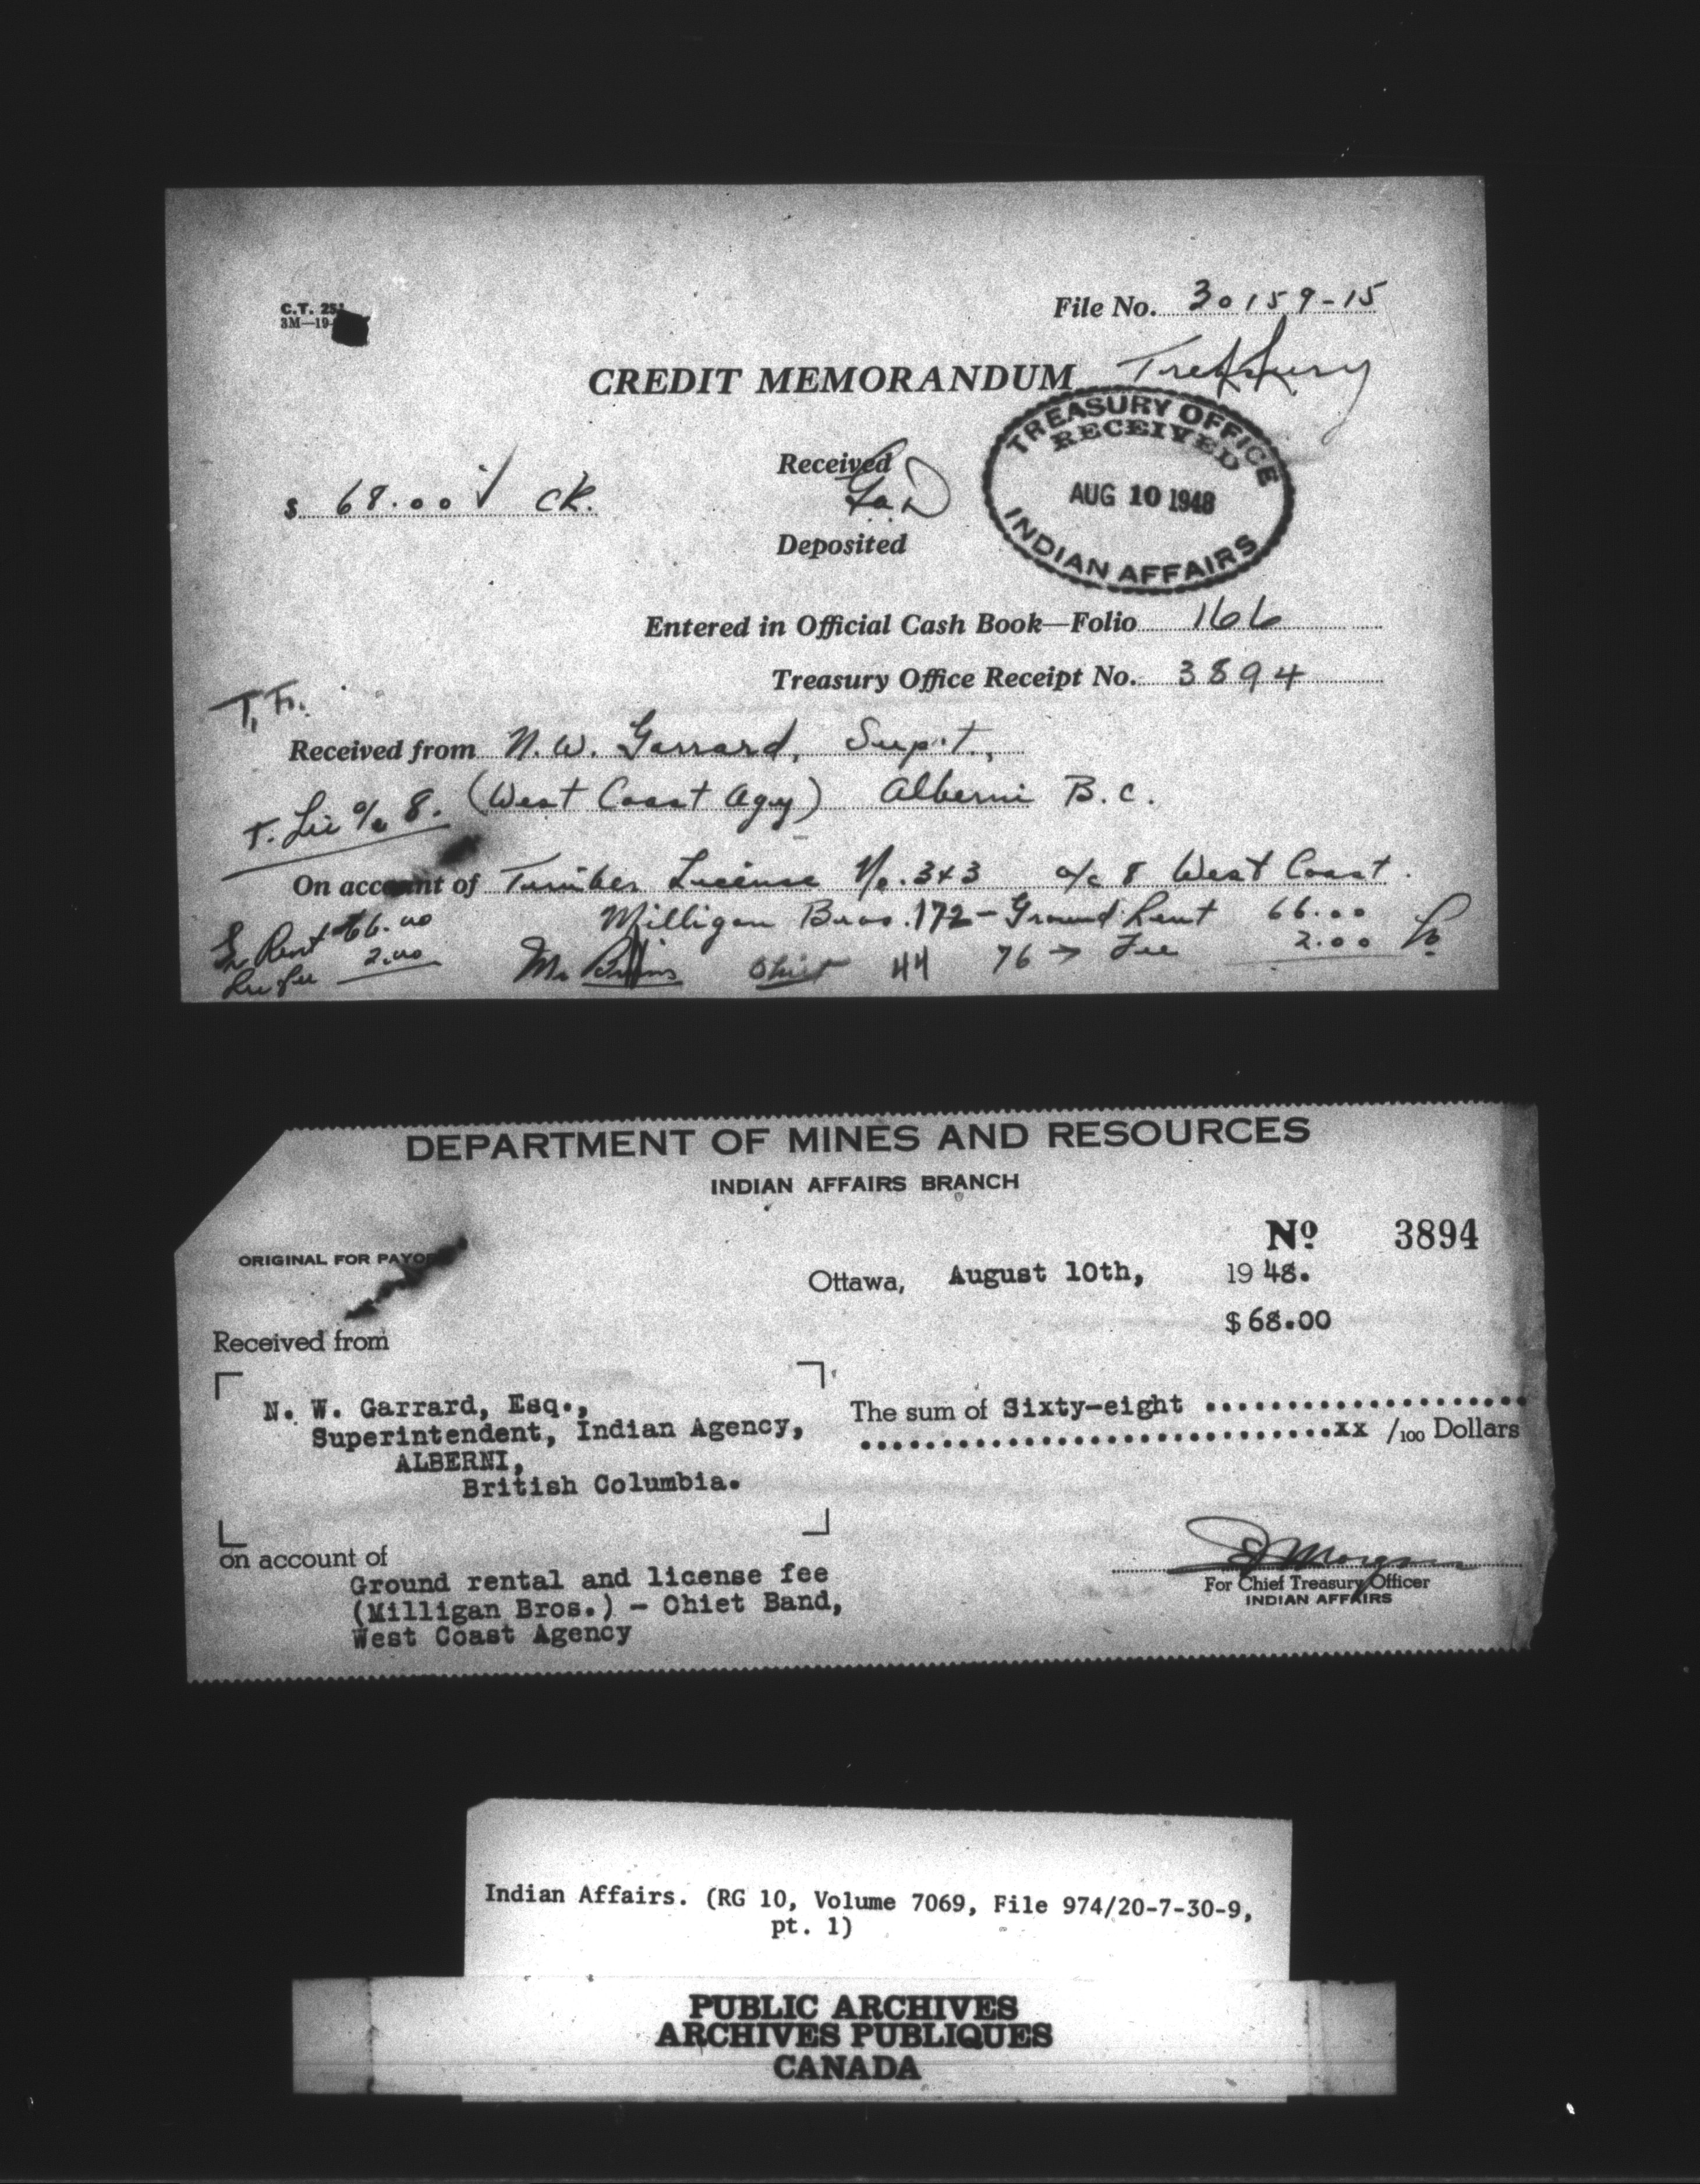 C.T. 25
3M—19-
File No. 30159-15
CREDIT MEMORANDUM
Treasury
TREASURY OFFICE
RECEIVED
AUG 10 1948
INDIAN AFFAIRS
Received
$ 68.00 ✓ ck.
Deposited
Entered in Official Cash Book—Folio 166
Treasury Office Receipt No. 3894
T.F.
Received from N. W. Garrard, Supt.,
(West Coast Agy) Alberni B.C.
T. Lic a/c 8.
On account of Timber License No. 343 a/c 8 West Coast.
Milligan Bros. 172 - Ground Rent 66.00
Rent 66.00
76 → Fee 2.00
Ohiet 44
Lic fee 2.00
DEPARTMENT OF MINES AND RESOURCES
INDIAN AFFAIRS BRANCH
Nº 3894
ORIGINAL FOR PAYOR
Ottawa, August 10th, 1948.
$68.00
Received from
N. W. Garrard, Esq.,
Superintendent, Indian Agency,
ALBERNI,
British Columbia.
The sum of Sixty-eight ....................
..............................xx /100 Dollars
on account of
Ground rental and license fee
(Milligan Bros.) - Ohiet Band,
West Coast Agency
Morgan
For Chief Treasury Officer
INDIAN AFFAIRS
Indian Affairs. (RG 10, Volume 7069, File 974/20-7-30-9,
pt. 1)
PUBLIC ARCHIVES
ARCHIVES PUBLIQUES
CANADA